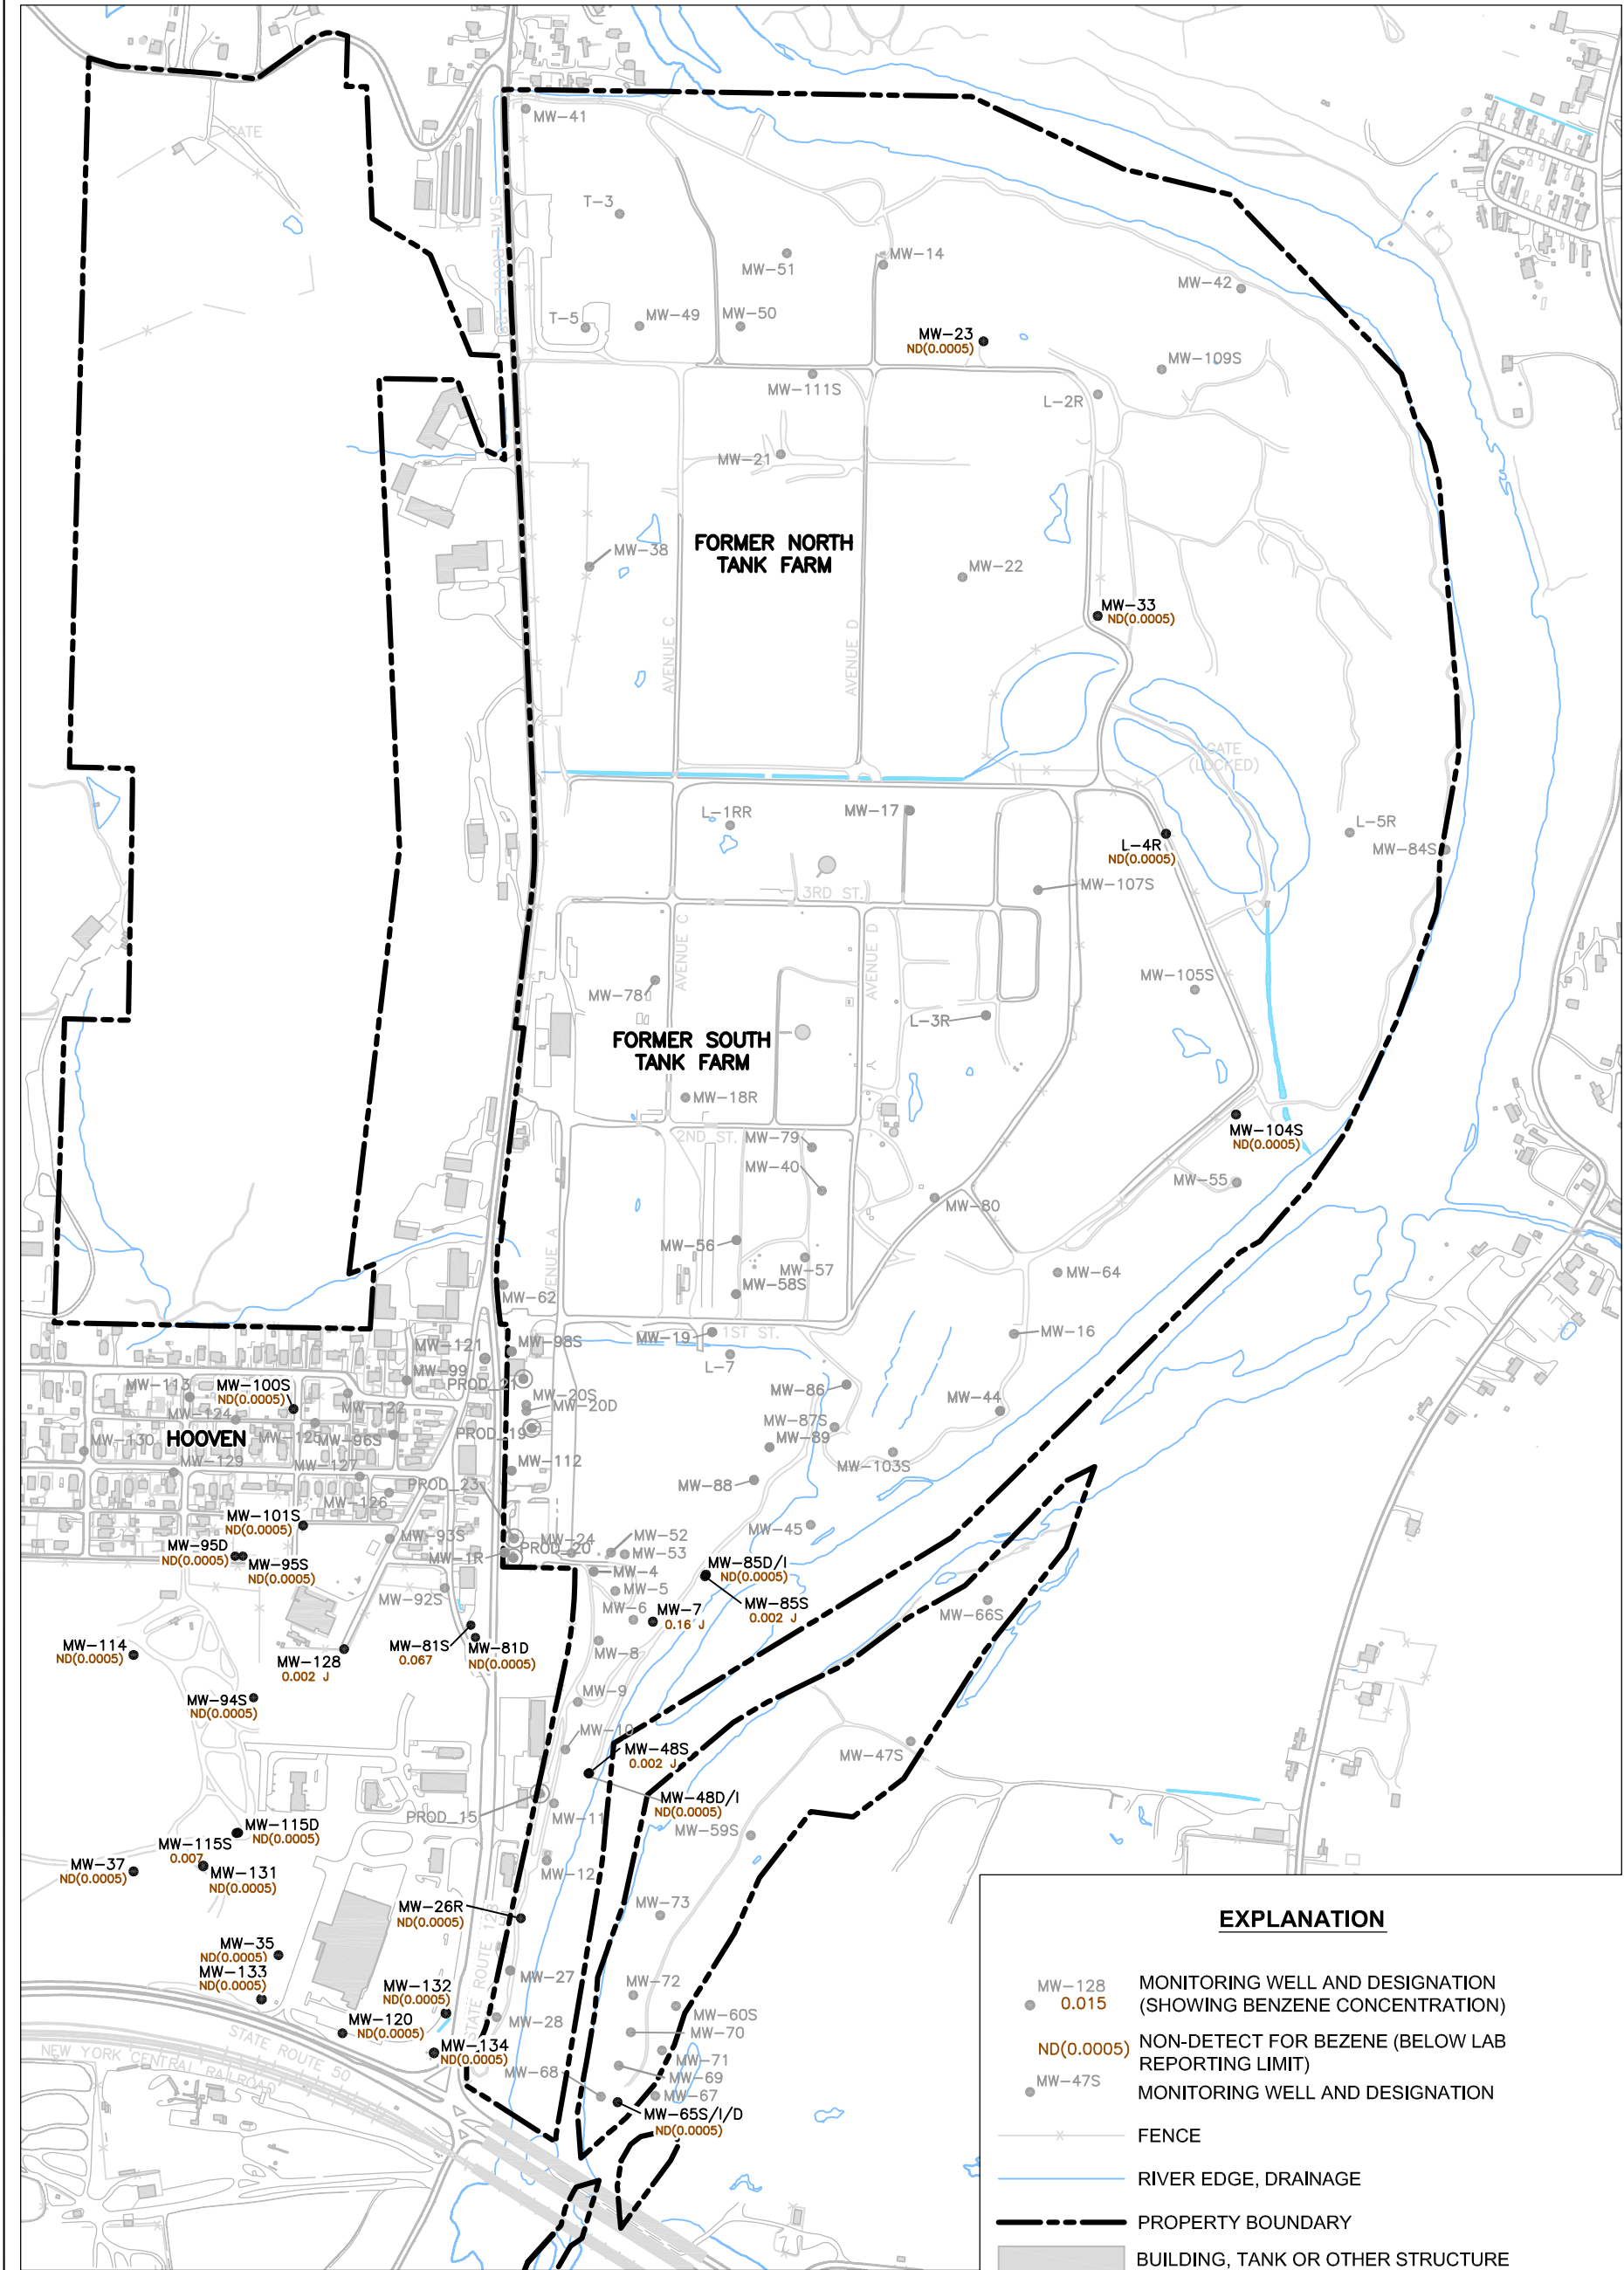 GATE
MW-41
STATE ROUTE 128
T-3
MW-51
MW-14
MW-42
T-5
MW-49
MW-50
MW-23
ND(0.0005)
MW-109S
MW-111S
L-2R
MW-21
FORMER NORTH
TANK FARM
MW-38
MW-22
MW-33
ND(0.0005)
AVENUE C
AVENUE D
GATE
(LOCKED)
L-1RR
MW-17
L-4R
ND(0.0005)
L-5R
MW-84S
3RD ST.
MW-107S
AVENUE C
AVENUE D
MW-78
MW-105S
L-3R
FORMER SOUTH
TANK FARM
MW-18R
2ND ST.
MW-79
MW-104S
ND(0.0005)
MW-40
MW-55
MW-80
AVENUE A
MW-56
MW-57
MW-64
MW-58S
MW-62
MW-19
1ST ST.
MW-16
MW-121
MW-98S
L-7
MW-99
PROD_21
MW-113
MW-100S
ND(0.0005)
MW-86
MW-20S
MW-44
MW-20D
MW-124
MW-122
HOOVEN
MW-125
MW-96S
PROD_19
MW-87S
MW-89
MW-130
MW-129
MW-127
MW-112
MW-103S
PROD_23
MW-88
MW-126
MW-101S
ND(0.0005)
MW-93S
MW-24
MW-52
MW-45
MW-95D
ND(0.0005)
MW-1R
PROD_20
MW-53
MW-95S
ND(0.0005)
MW-4
MW-85D/I
ND(0.0005)
MW-92S
MW-5
MW-6
MW-7
0.16 J
MW-85S
0.002 J
MW-66S
MW-114
ND(0.0005)
MW-128
0.002 J
MW-81S
0.067
MW-81D
ND(0.0005)
MW-8
MW-94S
ND(0.0005)
MW-9
MW-10
MW-48S
0.002 J
MW-47S
MW-48D/I
ND(0.0005)
PROD_15
MW-11
MW-59S
MW-115D
ND(0.0005)
MW-115S
0.007
MW-37
ND(0.0005)
MW-131
ND(0.0005)
MW-12
MW-26R
ND(0.0005)
MW-73
MW-35
ND(0.0005)
MW-133
ND(0.0005)
STATE ROUTE 128
MW-27
MW-132
ND(0.0005)
MW-72
MW-60S
MW-28
MW-70
MW-120
ND(0.0005)
STATE ROUTE 50
NEW YORK CENTRAL RAILROAD
MW-134
ND(0.0005)
MW-71
MW-69
MW-68
MW-67
MW-65S/I/D
ND(0.0005)
EXPLANATION
MW-128
0.015
MONITORING WELL AND DESIGNATION
(SHOWING BENZENE CONCENTRATION)
ND(0.0005)
NON-DETECT FOR BEZENE (BELOW LAB
REPORTING LIMIT)
MW-47S
MONITORING WELL AND DESIGNATION
FENCE
RIVER EDGE, DRAINAGE
PROPERTY BOUNDARY
BUILDING, TANK OR OTHER STRUCTURE